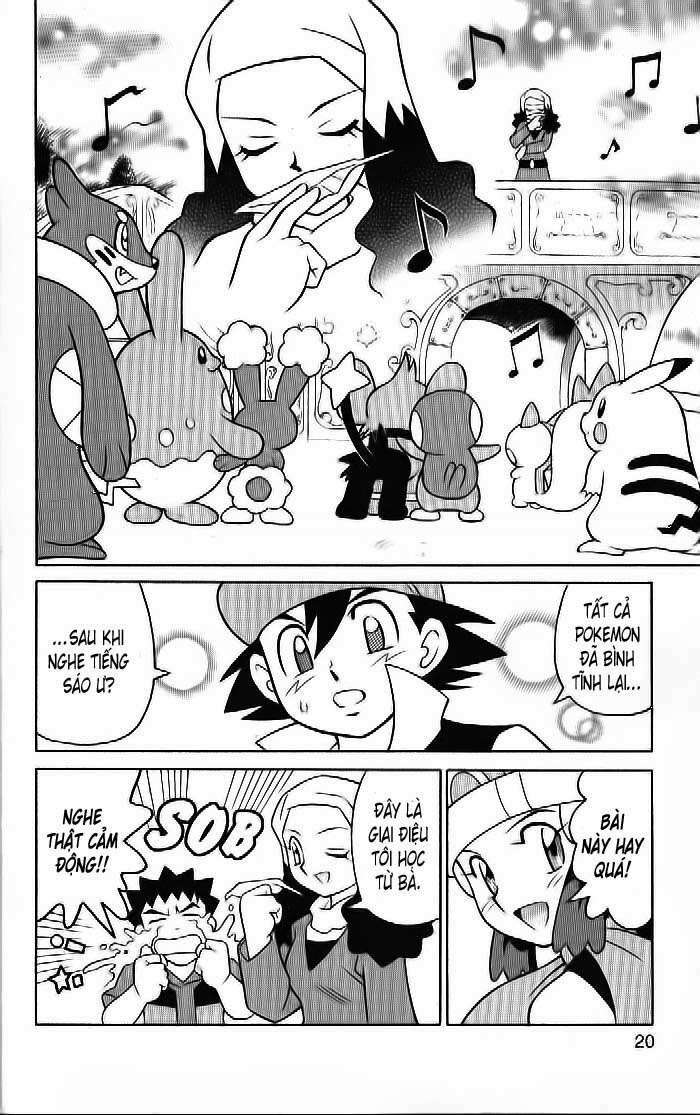 TẤT CẢ
POKEMON
ĐÃ BÌNH
TĨNH LẠI...
...SAU KHI
NGHE TIẾNG
SÁO Ư?
BÀI
NÀY HAY
QUÁ!
ĐÂY LÀ
GIAI ĐIỆU
TÔI HỌC
TỪ BÀ.
SOB
NGHE
THẬT CẢM
ĐỘNG!!
20